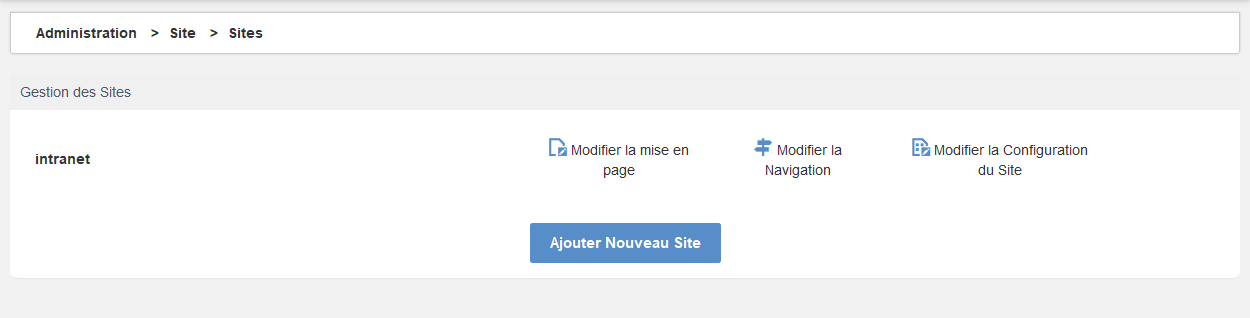 Administration > Site > Sites
Gestion des Sites
intranet
Modifier la mise en
page
Modifier la
Navigation
Modifier la Configuration
du Site
Ajouter Nouveau Site